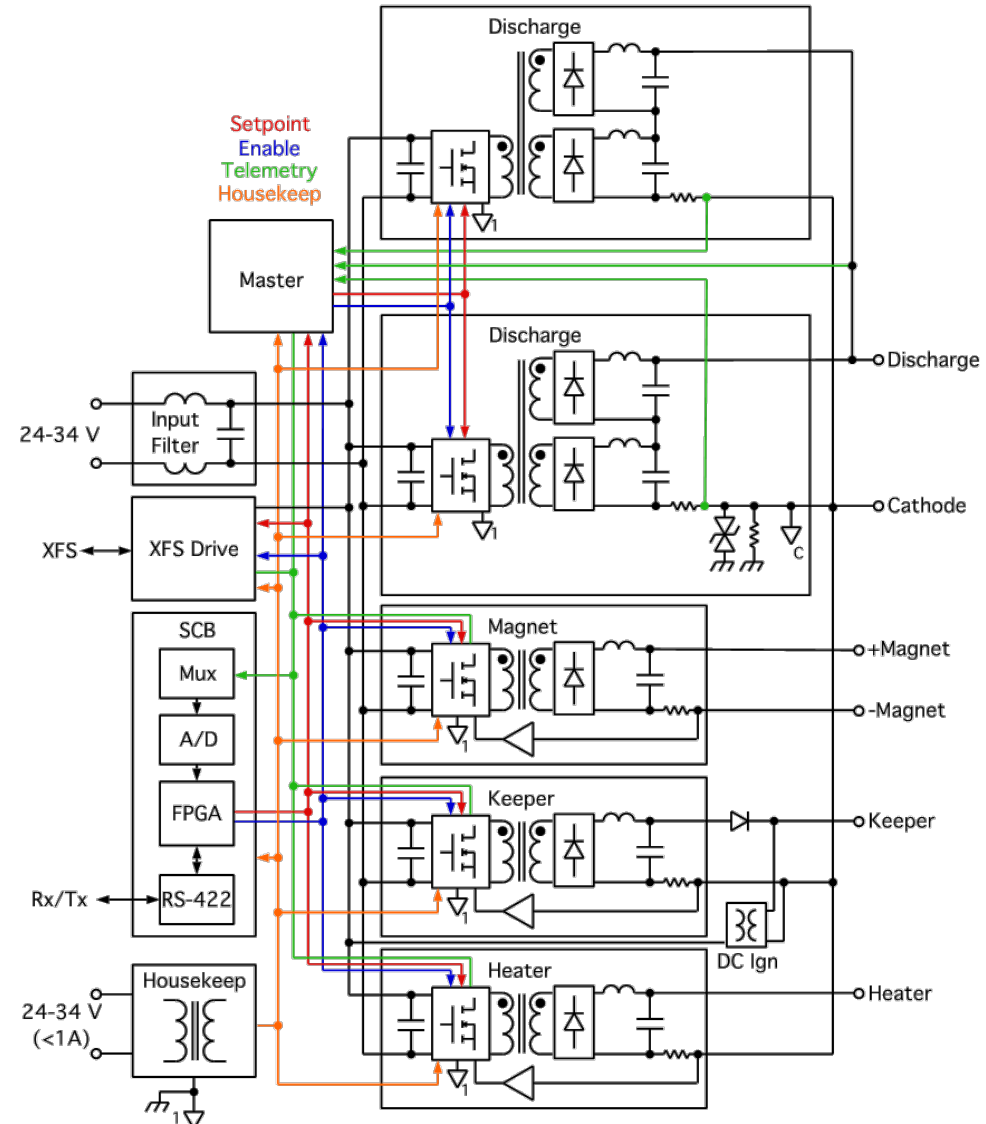 Discharge
Setpoint
Enable
Telemetry
Housekeep
1
Master
Discharge
Discharge
24-34 V
Input
Filter
1
Cathode
C
XFS
XFS Drive
SCB
Magnet
+Magnet
Mux
-Magnet
A/D
1
Keeper
FPGA
Keeper
Rx/Tx
RS-422
1
DC Ign
Heater
Housekeep
Heater
24-34 V
(<1A)
1
1